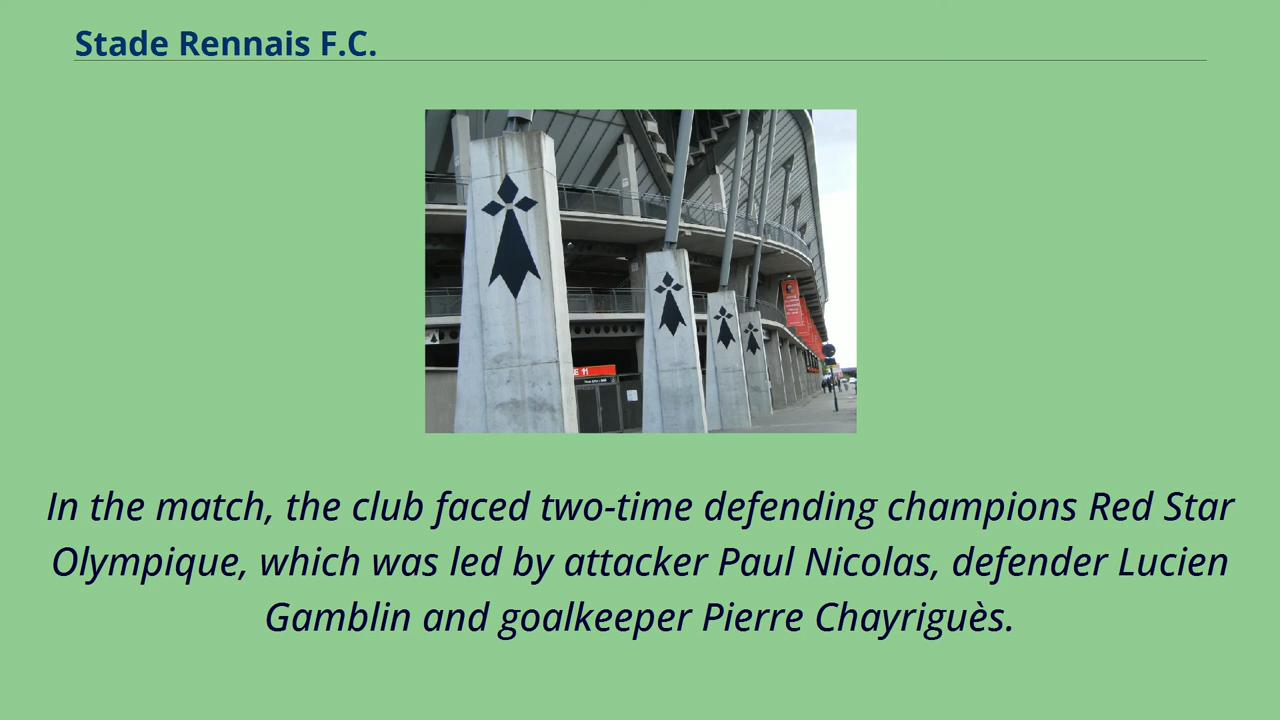 Stade Rennais F.C.
E 11
In the match, the club faced two-time defending champions Red Star
Olympique, which was led by attacker Paul Nicolas, defender Lucien
Gamblin and goalkeeper Pierre Chayriguès.